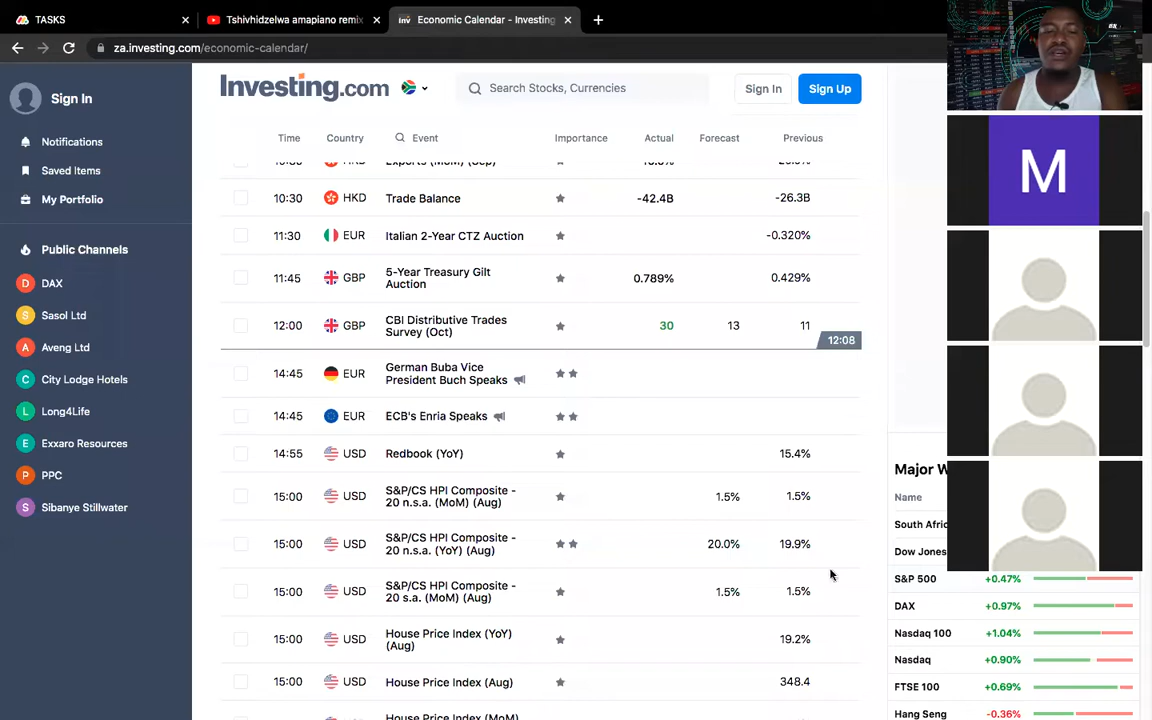 TASKS
Tshivhidzelwa amapiano remix
Economic Calendar - Investing
za.investing.com/economic-calendar/
Sign In
Notifications
Saved Items
My Portfolio
Public Channels
D DAX
S Sasol Ltd
A Aveng Ltd
C City Lodge Hotels
L Long4Life
E Exxaro Resources
P PPC
S Sibanye Stillwater
Investing.com
Search Stocks, Currencies
Sign In
Sign Up
Time Country Event Importance Actual Forecast Previous
10:30 HKD Trade Balance -42.4B -26.3B
11:30 EUR Italian 2-Year CTZ Auction -0.320%
11:45 GBP 5-Year Treasury Gilt
Auction 0.789% 0.429%
12:00 GBP CBI Distributive Trades
Survey (Oct) 30 13 11
12:08
14:45 EUR German Buba Vice
President Buch Speaks
14:45 EUR ECB's Enria Speaks
14:55 USD Redbook (YoY) 15.4%
15:00 USD S&P/CS HPI Composite -
20 n.s.a. (MoM) (Aug) 1.5% 1.5%
15:00 USD S&P/CS HPI Composite -
20 n.s.a. (YoY) (Aug) 20.0% 19.9%
15:00 USD S&P/CS HPI Composite -
20 s.a. (MoM) (Aug) 1.5% 1.5%
15:00 USD House Price Index (YoY)
(Aug) 19.2%
15:00 USD House Price Index (Aug) 348.4
House Price Index (MoM)
M
Major W
Name
South Afric
Dow Jones
S&P 500 +0.47%
DAX +0.97%
Nasdaq 100 +1.04%
Nasdaq +0.90%
FTSE 100 +0.69%
Hang Seng -0.36%